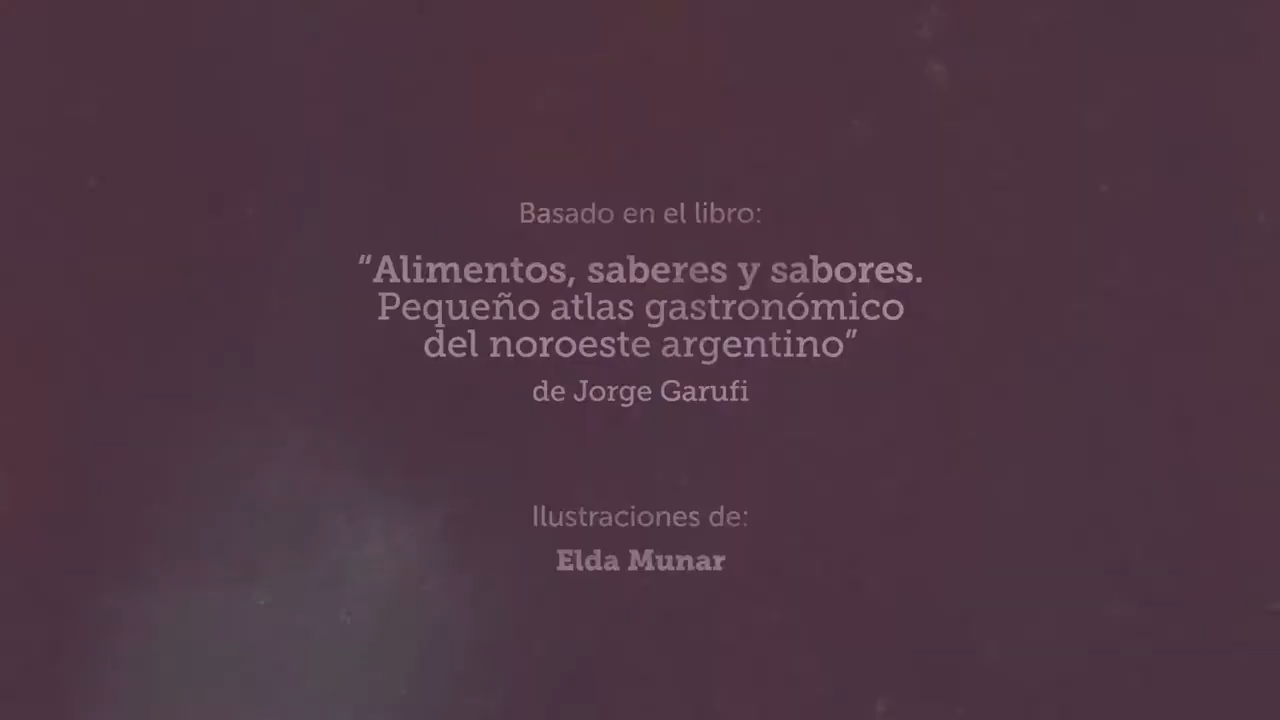 Basado en el libro:
“Alimentos, saberes y sabores.
Pequeño atlas gastronómico
del noroeste argentino”
de Jorge Garufi
Ilustraciones de:
Elda Munar